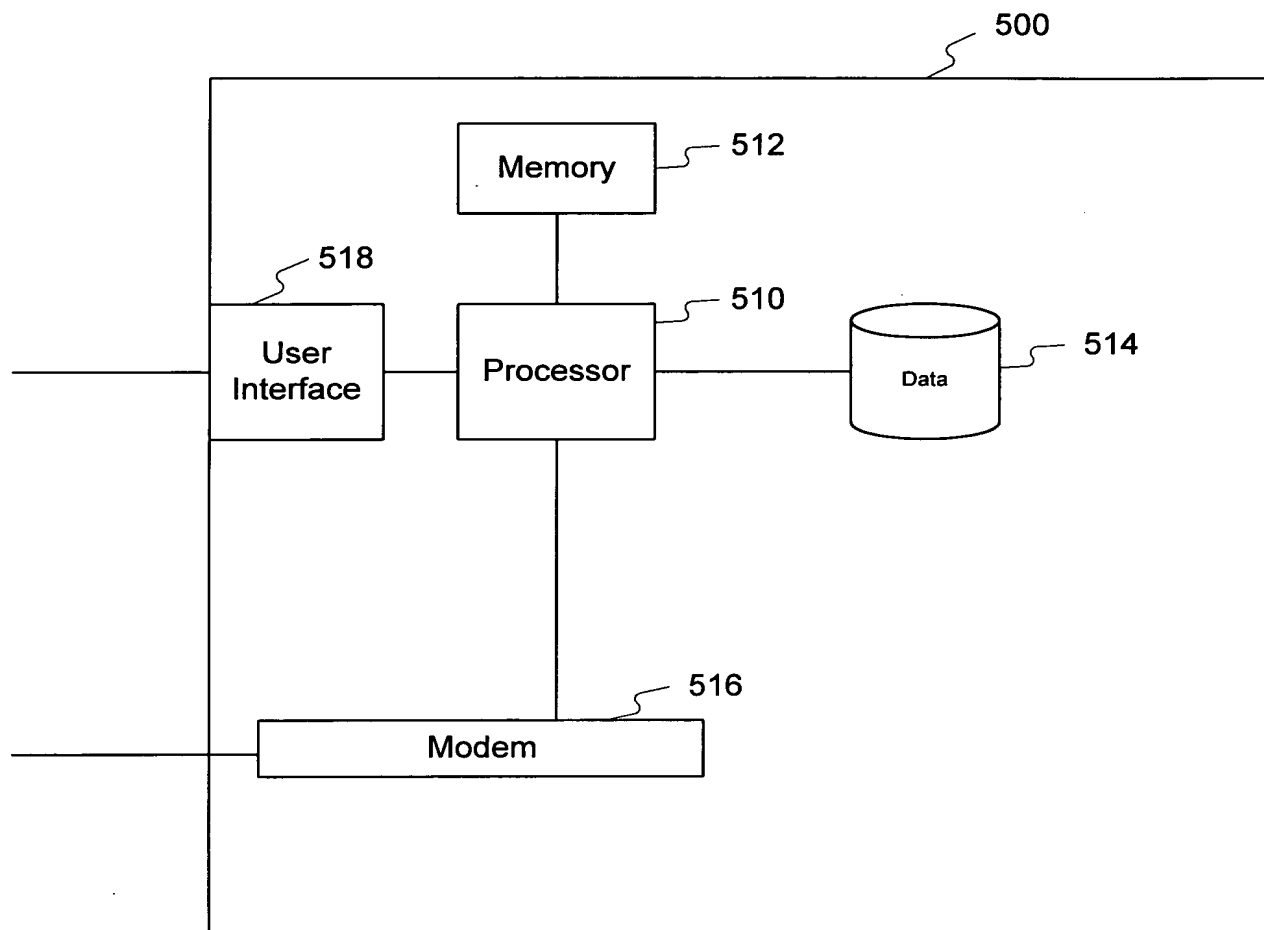 500
Memory
512
518
510
User
Interface
Processor
Data
514
516
Modem